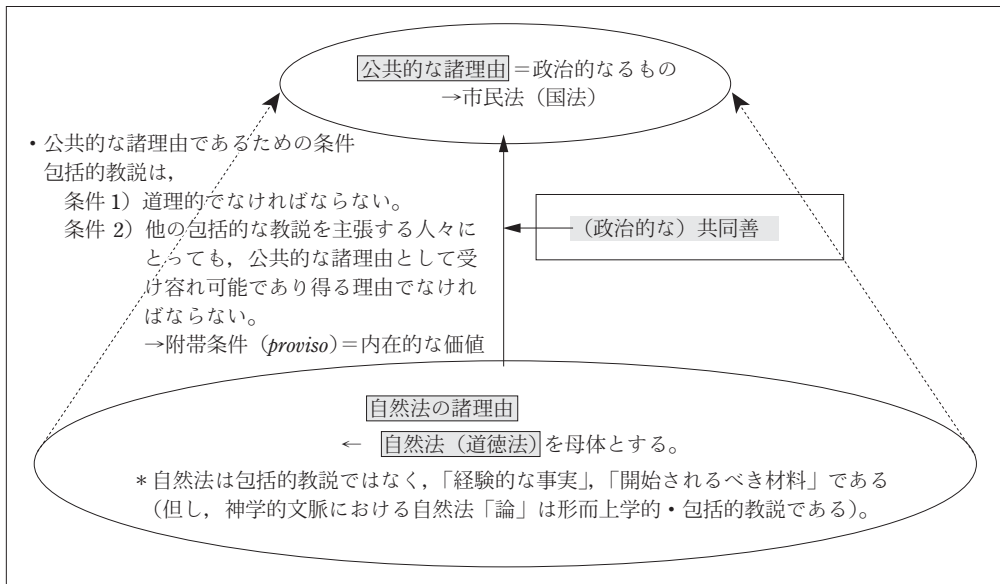 公共的な諸理由＝政治的なるもの
→市民法（国法）
・公共的な諸理由であるための条件
包括的教説は，
条件 1）道理的でなければならない。
条件 2）他の包括的な教説を主張する人々に
とっても，公共的な諸理由として受
け容れ可能であり得る理由でなけれ
ばならない。
→附帯条件（proviso）＝内在的な価値
（政治的な）共同善
自然法の諸理由
← 自然法（道徳法）を母体とする。
＊自然法は包括的教説ではなく，「経験的な事実」，「開始されるべき材料」である
（但し，神学的文脈における自然法「論」は形而上学的・包括的教説である）。